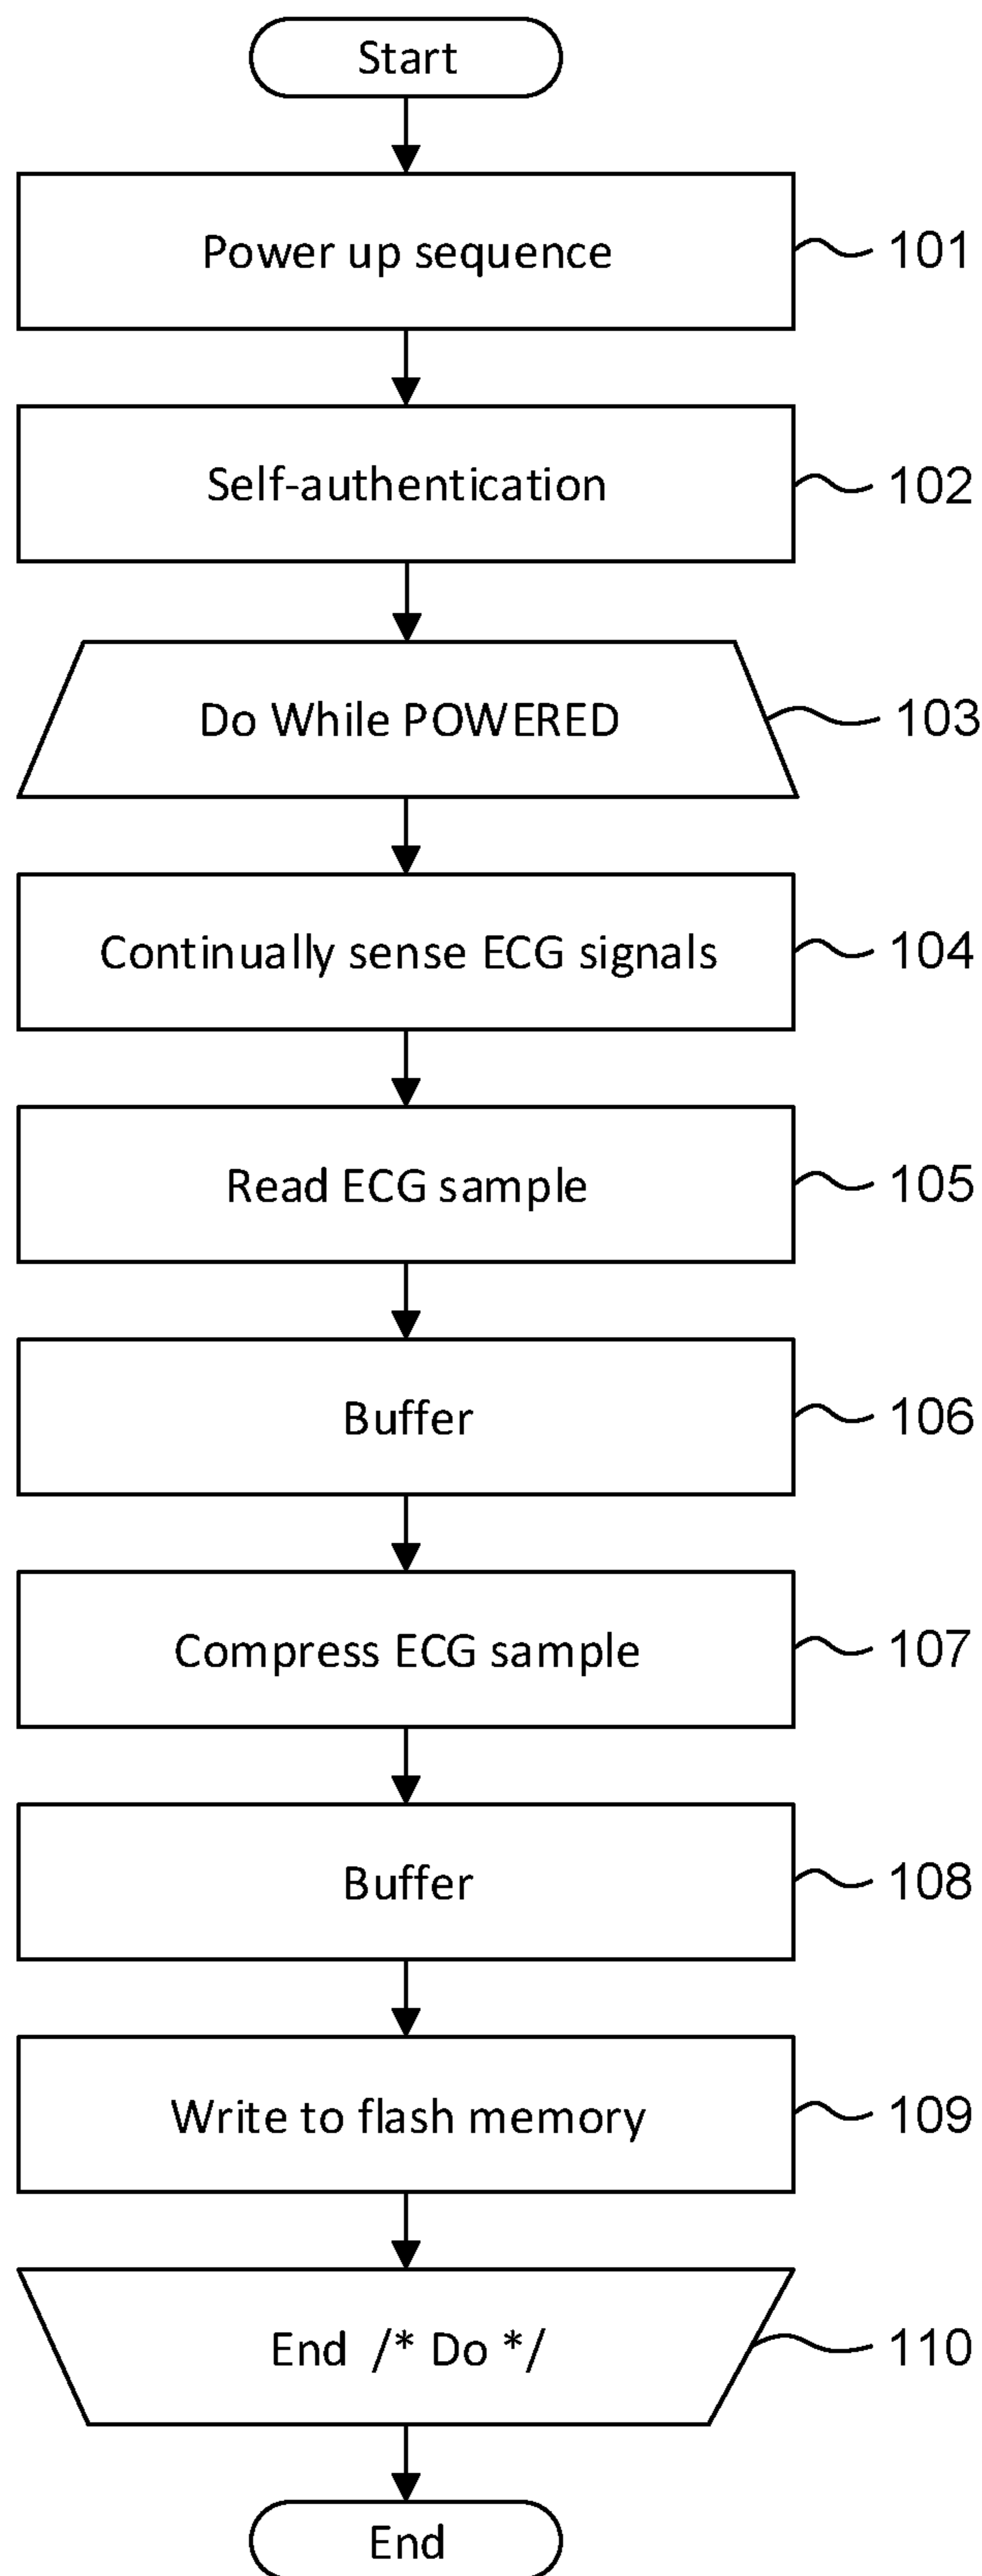 Start
Power up sequence
101
Self-authentication
102
Do While POWERED
103
Continually sense ECG signals
104
Read ECG sample
105
Buffer
106
Compress ECG sample
107
Buffer
108
Write to flash memory
109
End /* Do */
110
End